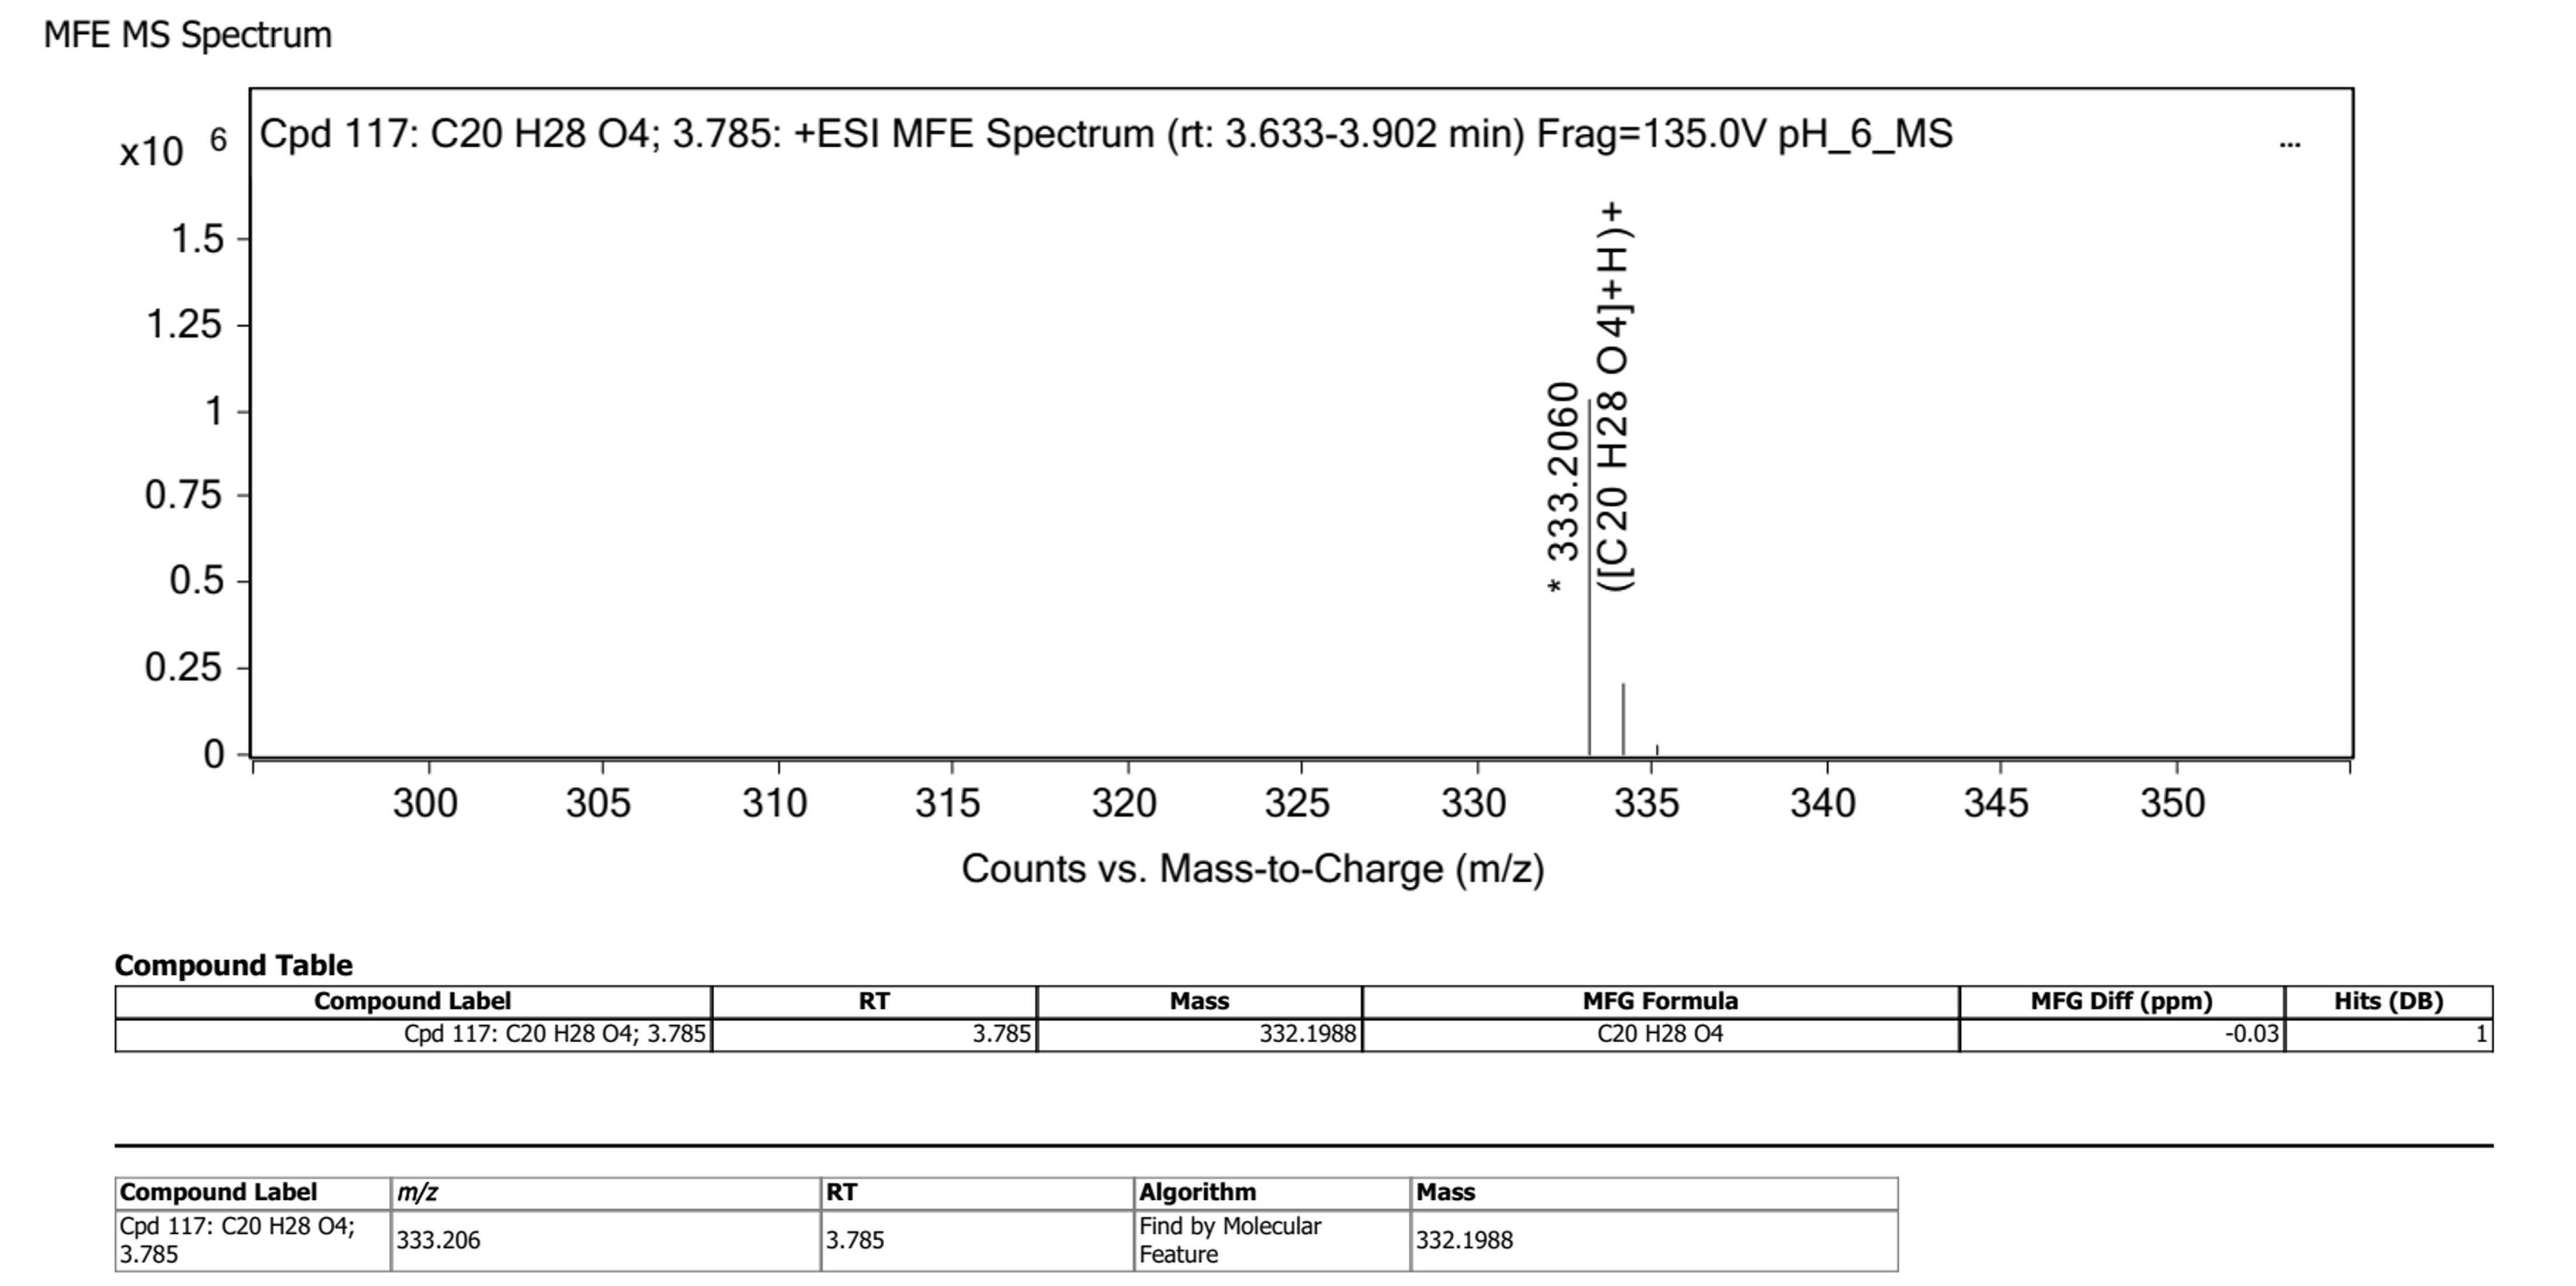 MFE MS Spectrum
x10 6
Cpd 117: C20 H28 O4; 3.785: +ESI MFE Spectrum (rt: 3.633-3.902 min) Frag=135.0V pH_6_MS ...
1.5
1.25
1
0.75
0.5
0.25
0
* 333.2060
([C20 H28 O4]+H)+
300 305 310 315 320 325 330 335 340 345 350
Counts vs. Mass-to-Charge (m/z)
Compound Table
Compound Label RT Mass MFG Formula MFG Diff (ppm) Hits (DB)
Cpd 117: C20 H28 O4; 3.785 3.785 332.1988 C20 H28 O4 -0.03 1
Compound Label m/z RT Algorithm Mass
Cpd 117: C20 H28 O4; 
3.785 333.206 3.785 Find by Molecular 
Feature 332.1988